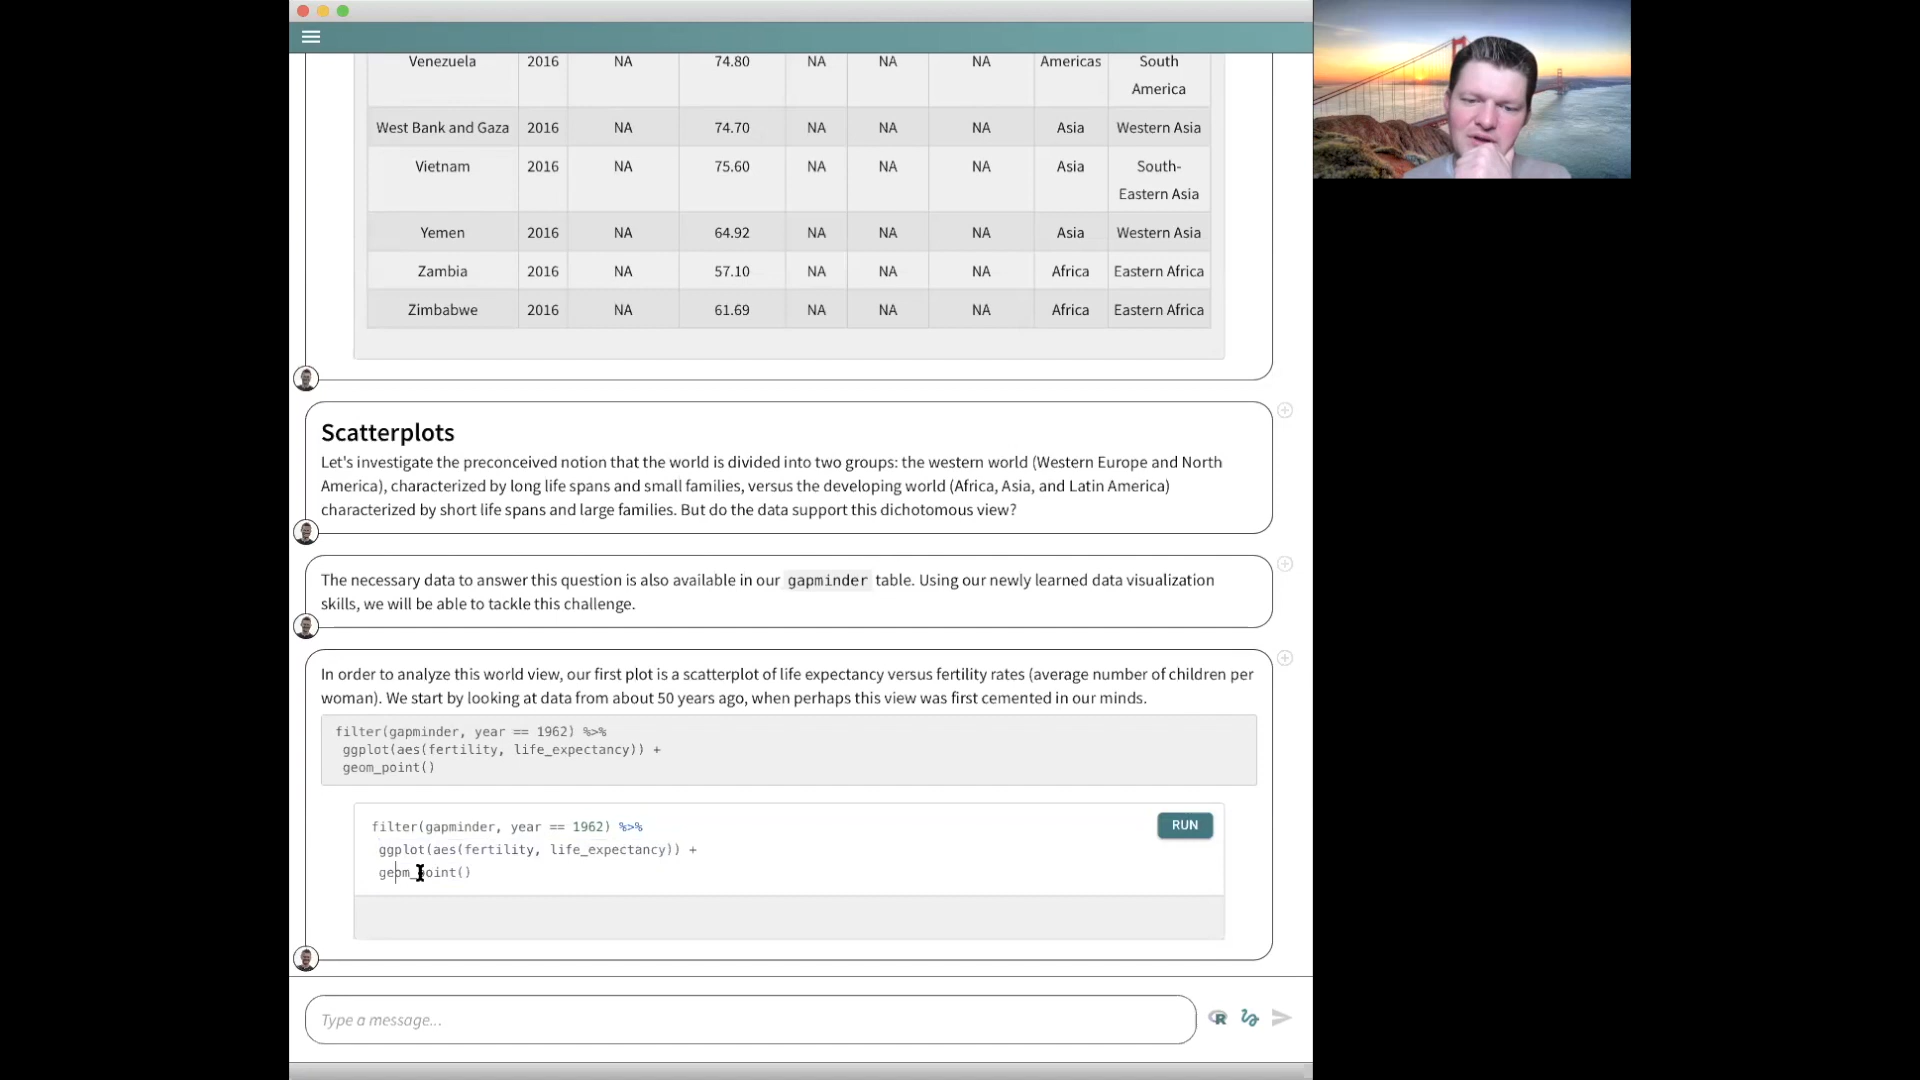 Venezuela 2016 NA 74.80 NA NA NA Americas South
America
West Bank and Gaza 2016 NA 74.70 NA NA NA Asia Western Asia
Vietnam 2016 NA 75.60 NA NA NA Asia South-
Eastern Asia
Yemen 2016 NA 64.92 NA NA NA Asia Western Asia
Zambia 2016 NA 57.10 NA NA NA Africa Eastern Africa
Zimbabwe 2016 NA 61.69 NA NA NA Africa Eastern Africa
Scatterplots
Let's investigate the preconceived notion that the world is divided into two groups: the western world (Western Europe and North
America), characterized by long life spans and small families, versus the developing world (Africa, Asia, and Latin America)
characterized by short life spans and large families. But do the data support this dichotomous view?
The necessary data to answer this question is also available in our gapminder table. Using our newly learned data visualization
skills, we will be able to tackle this challenge.
In order to analyze this world view, our first plot is a scatterplot of life expectancy versus fertility rates (average number of children per
woman). We start by looking at data from about 50 years ago, when perhaps this view was first cemented in our minds.
filter(gapminder, year == 1962) %>%
ggplot(aes(fertility, life_expectancy)) +
geom_point()
filter(gapminder, year == 1962) %>%
ggplot(aes(fertility, life_expectancy)) +
geom_point()
RUN
Type a message...
R